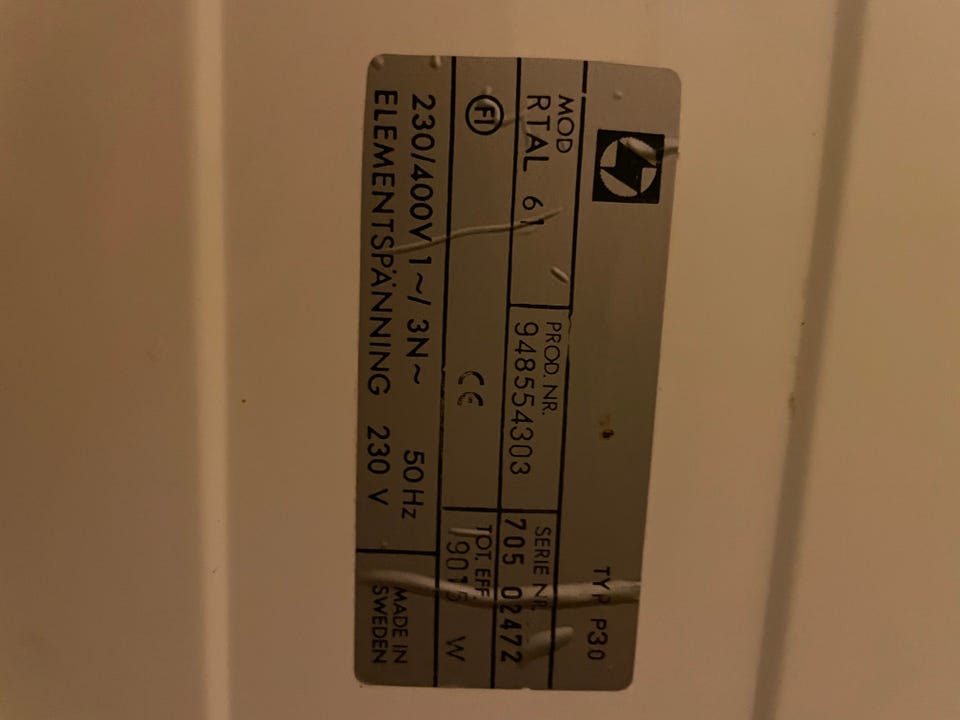 TYP P30
MOD PROD. NR. SERIE NR.
RTAL 61 948554303 705 02472
TOT. EFF
FI CE 9015 W
230/400V 1~/ 3N~ 50 Hz MADE IN
ELEMENTSPÄNNING 230 V SWEDEN